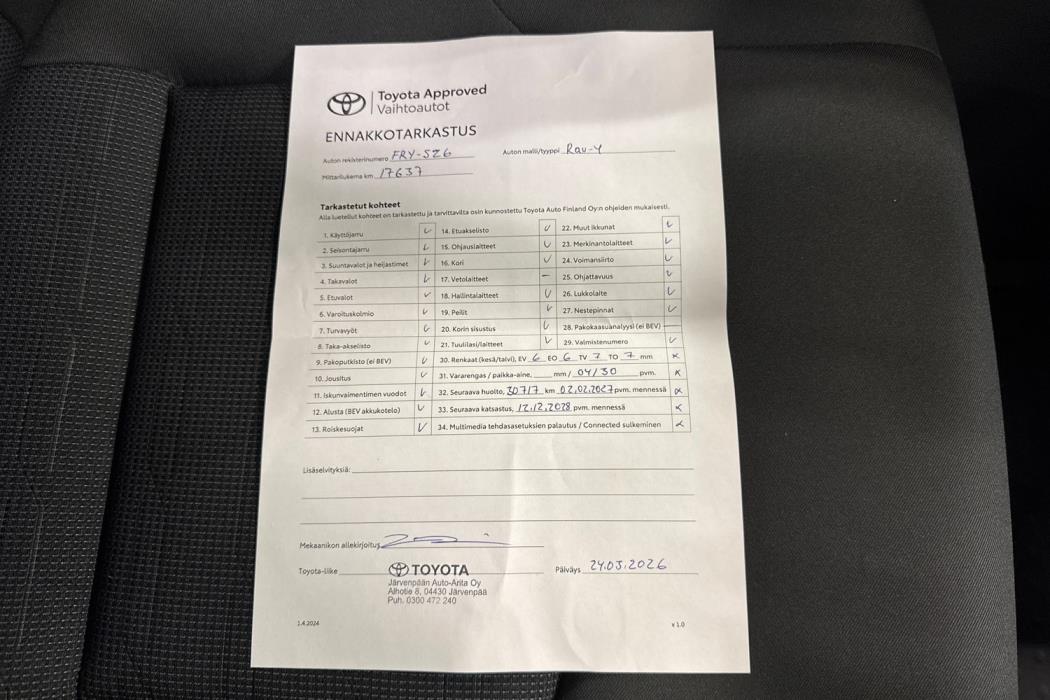 Toyota Approved
Vaihtoautot
ENNAKKOTARKASTUS
Auton rekisterinumero FRY-526 Auton malli/tyyppi Rav-4
Mittarilukema km 17637
Tarkastetut kohteet
Alla luetellut kohteet on tarkastettu ja tarvittavilta osin kunnostettu Toyota Auto Finland Oy:n ohjeiden mukaisesti.
1. Käyttöjarru 14. Etuakselisto 22. Muut ikkunat
2. Seisontajarru 15. Ohjauslaitteet 23. Merkinantolaitteet
3. Suuntavalot ja heijastimet 16. Kori 24. Voimansiirto
4. Takavalot 17. Vetolaitteet – 25. Ohjattavuus
5. Etuvalot 18. Hallintalaitteet 26. Lukkolaite
6. Varoituskolmio 19. Peilit 27. Nestepinnat
7. Turvavyöt 20. Korin sisustus 28. Pakokaasuanalyysi (ei BEV) –
8. Taka-akselisto 21. Tuulilasi/laitteet 29. Valmistenumero
9. Pakoputkisto (ei BEV) 30. Renkaat (kesä/talvi), EV 6 EO 6 TV 7 TO 7 mm
10. Jousitus 31. Vararengas / paikka-aine, mm / 04/30 pvm.
11. Iskunvaimentimen vuodot 32. Seuraava huolto, 30717 km 02.02.2027 pvm. mennessä
12. Alusta (BEV akkukotelo) 33. Seuraava katsastus, 12.12.2028 pvm. mennessä
13. Roiskesuojat 34. Multimedia tehdasasetuksien palautus / Connected sulkeminen
Lisäselvityksiä:
Mekaanikon allekirjoitus
Toyota-liike TOYOTA Päiväys 24.03.2026
Järvenpään Auto-Arita Oy
Alhotie 8, 04430 Järvenpää
Puh. 0300 472 240
1.4.2024 v 1.0